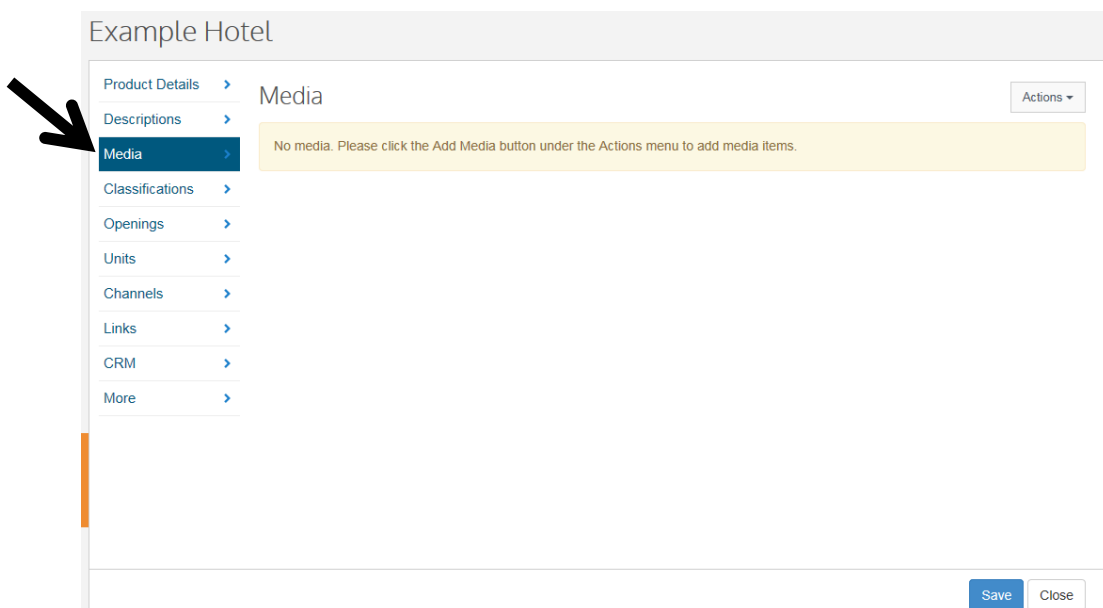 Example Hotel
Product Details
Descriptions
Media
Classifications
Openings
Units
Channels
Links
CRM
More
Media
Actions
No media. Please click the Add Media button under the Actions menu to add media items.
Save
Close